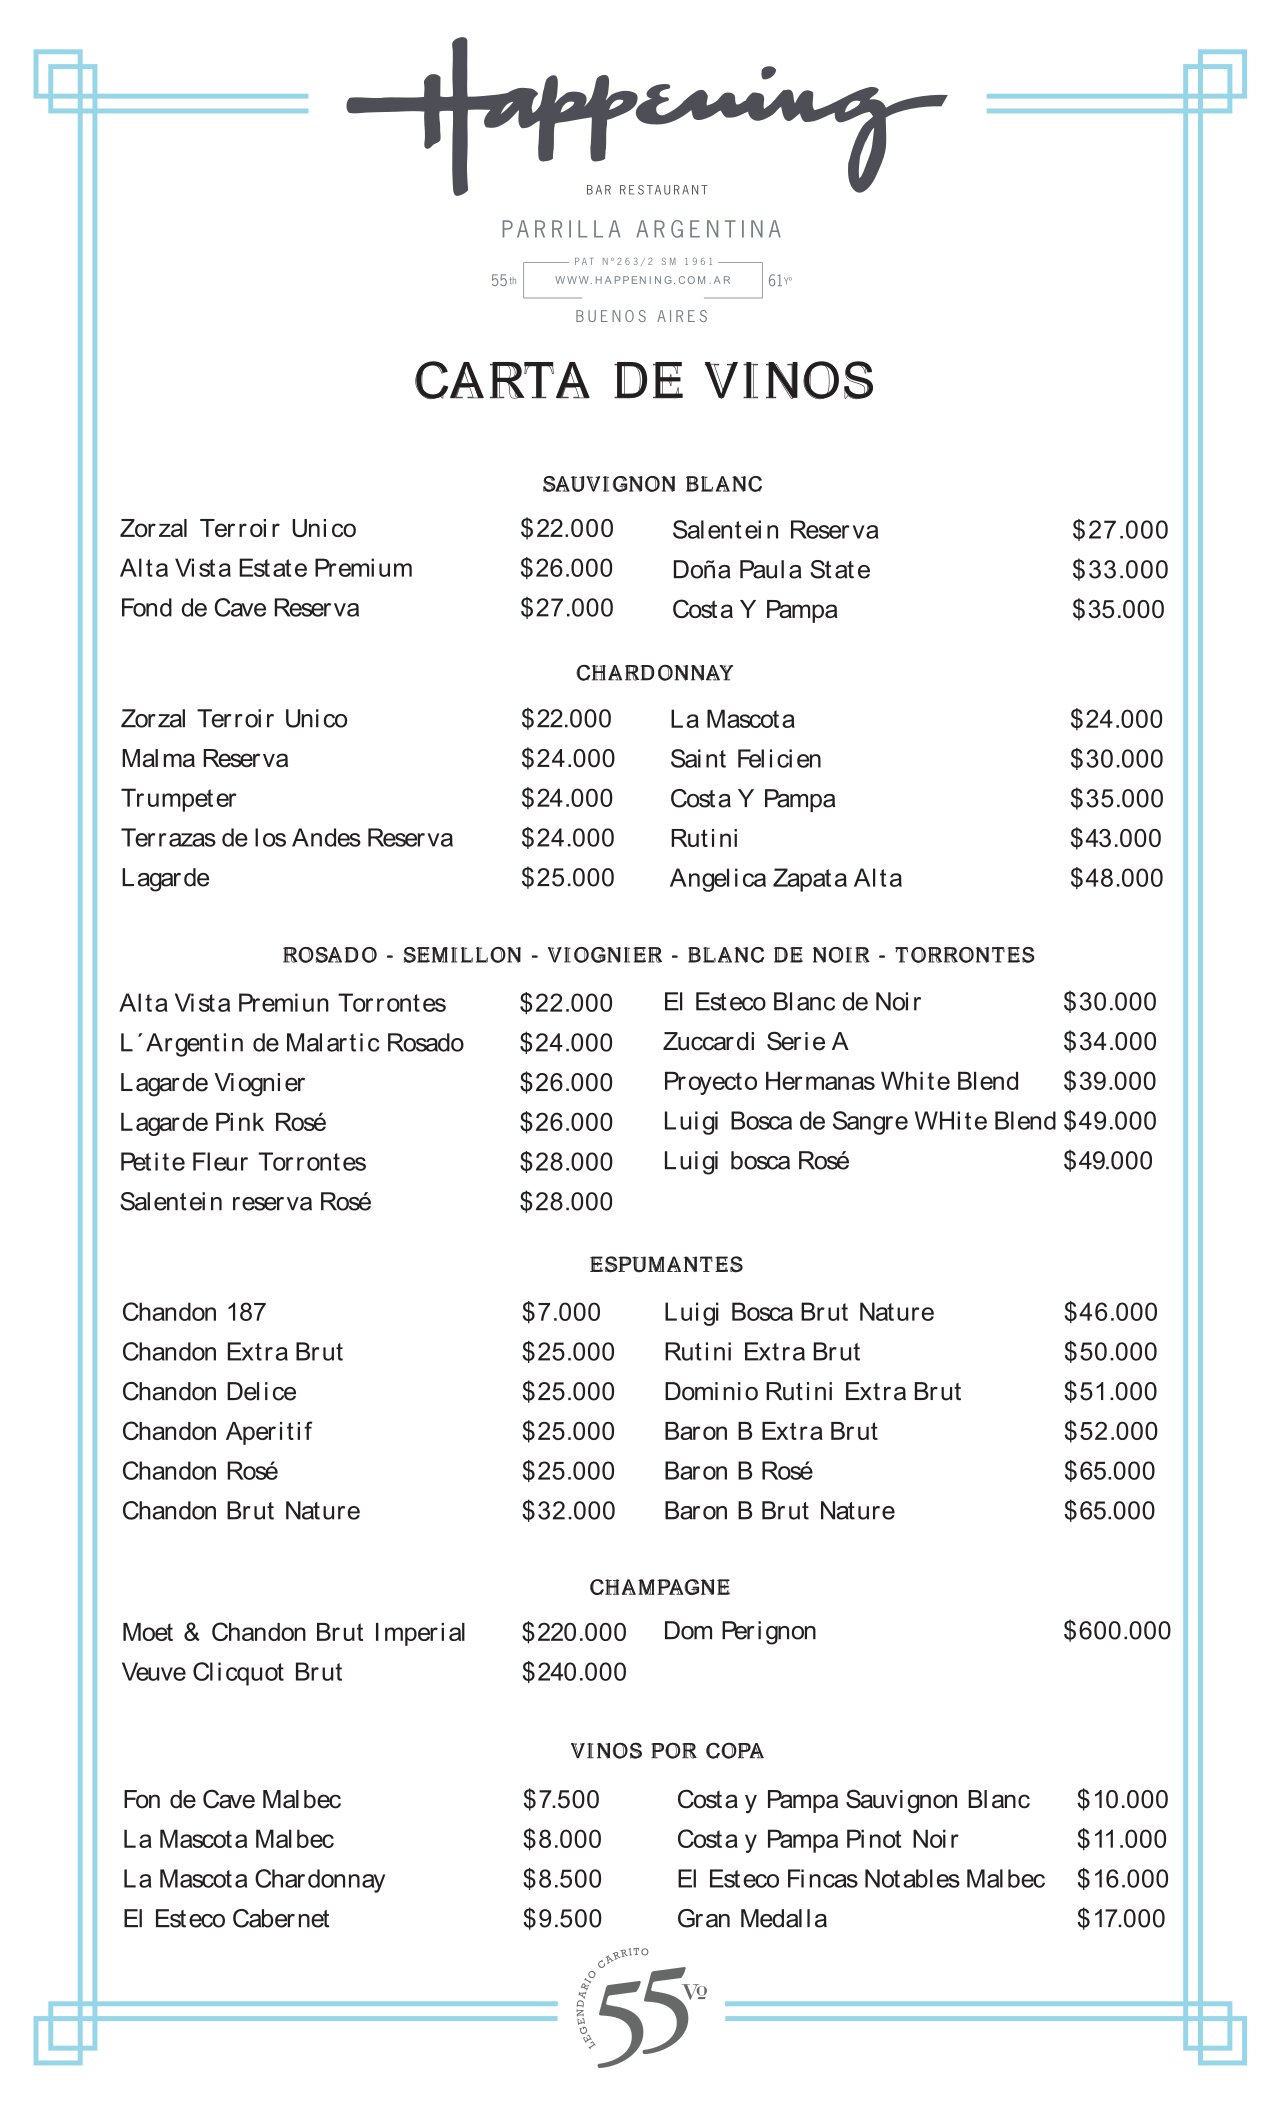 Happening
BAR RESTAURANT
PARRILLA ARGENTINA
PAT Nº263/2 SM 1961
55th WWW.HAPPENING.COM.AR 61Yº
BUENOS AIRES
CARTA DE VINOS
SAUVIGNON BLANC
Zorzal Terroir Unico $22.000
Alta Vista Estate Premium $26.000
Fond de Cave Reserva $27.000
Salentein Reserva $27.000
Doña Paula State $33.000
Costa Y Pampa $35.000
CHARDONNAY
Zorzal Terroir Unico $22.000
Malma Reserva $24.000
Trumpeter $24.000
Terrazas de los Andes Reserva $24.000
Lagarde $25.000
La Mascota $24.000
Saint Felicien $30.000
Costa Y Pampa $35.000
Rutini $43.000
Angelica Zapata Alta $48.000
ROSADO - SEMILLON - VIOGNIER - BLANC DE NOIR - TORRONTES
Alta Vista Premiun Torrontes $22.000
L´Argentin de Malartic Rosado $24.000
Lagarde Viognier $26.000
Lagarde Pink Rosé $26.000
Petite Fleur Torrontes $28.000
Salentein reserva Rosé $28.000
El Esteco Blanc de Noir $30.000
Zuccardi Serie A $34.000
Proyecto Hermanas White Blend $39.000
Luigi Bosca de Sangre WHite Blend $49.000
Luigi bosca Rosé $49.000
ESPUMANTES
Chandon 187 $7.000
Chandon Extra Brut $25.000
Chandon Delice $25.000
Chandon Aperitif $25.000
Chandon Rosé $25.000
Chandon Brut Nature $32.000
Luigi Bosca Brut Nature $46.000
Rutini Extra Brut $50.000
Dominio Rutini Extra Brut $51.000
Baron B Extra Brut $52.000
Baron B Rosé $65.000
Baron B Brut Nature $65.000
CHAMPAGNE
Moet & Chandon Brut Imperial $220.000
Veuve Clicquot Brut $240.000
Dom Perignon $600.000
VINOS POR COPA
Fon de Cave Malbec $7.500
La Mascota Malbec $8.000
La Mascota Chardonnay $8.500
El Esteco Cabernet $9.500
Costa y Pampa Sauvignon Blanc $10.000
Costa y Pampa Pinot Noir $11.000
El Esteco Fincas Notables Malbec $16.000
Gran Medalla $17.000
LEGENDARIO CARRITO
55Vº